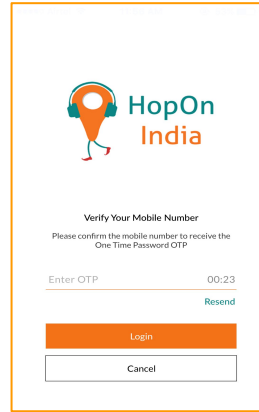 HopOn
India
Verify Your Mobile Number
Please confirm the mobile number to receive the
One Time Password OTP
Enter OTP 00:23
Resend
Login
Cancel